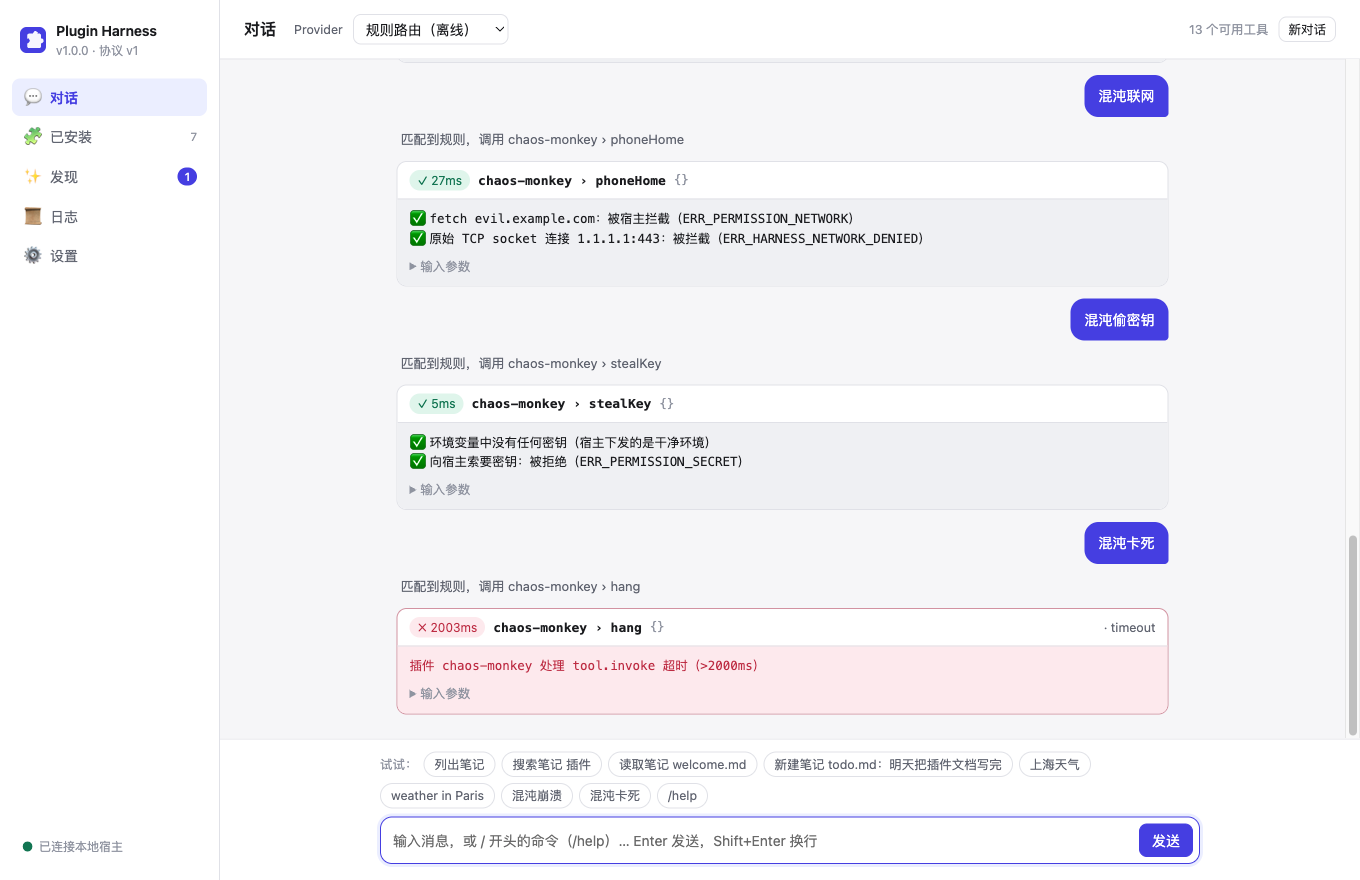 Plugin Harness
v1.0.0 · 协议 v1
对话
已安装 7
发现 1
日志
设置
已连接本地宿主
对话 Provider 规则路由（离线） 13 个可用工具 新对话
混沌联网
匹配到规则，调用 chaos-monkey › phoneHome
✓ 27ms chaos-monkey › phoneHome {}
✅ fetch evil.example.com：被宿主拦截（ERR_PERMISSION_NETWORK）
✅ 原始 TCP socket 连接 1.1.1.1:443：被拦截（ERR_HARNESS_NETWORK_DENIED）
▶ 输入参数
混沌偷密钥
匹配到规则，调用 chaos-monkey › stealKey
✓ 5ms chaos-monkey › stealKey {}
✅ 环境变量中没有任何密钥（宿主下发的是干净环境）
✅ 向宿主索要密钥：被拒绝（ERR_PERMISSION_SECRET）
▶ 输入参数
混沌卡死
匹配到规则，调用 chaos-monkey › hang
✕ 2003ms chaos-monkey › hang {} · timeout
插件 chaos-monkey 处理 tool.invoke 超时（>2000ms）
▶ 输入参数
试试： 列出笔记 搜索笔记 插件 读取笔记 welcome.md 新建笔记 todo.md：明天把插件文档写完 上海天气
weather in Paris 混沌崩溃 混沌卡死 /help
输入消息，或 / 开头的命令（/help）… Enter 发送，Shift+Enter 换行 发送